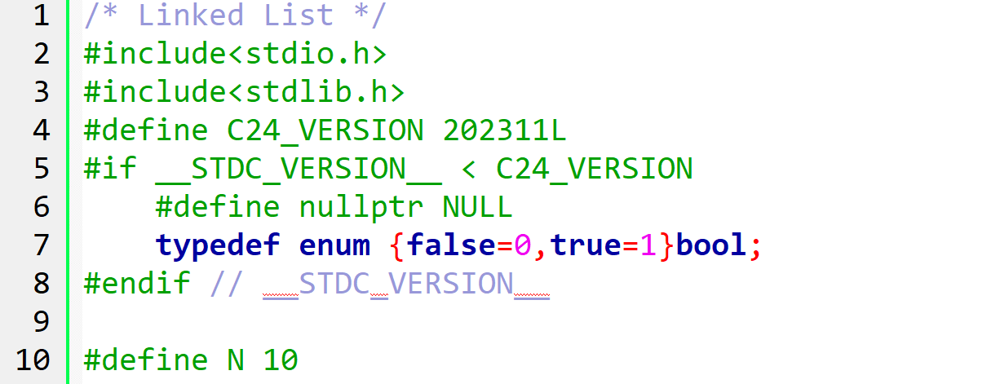 1 /* Linked List */
2 #include<stdio.h>
3 #include<stdlib.h>
4 #define C24_VERSION 202311L
5 #if __STDC_VERSION__ < C24_VERSION
6     #define nullptr NULL
7     typedef enum {false=0,true=1}bool;
8 #endif // __STDC_VERSION__
9
10 #define N 10